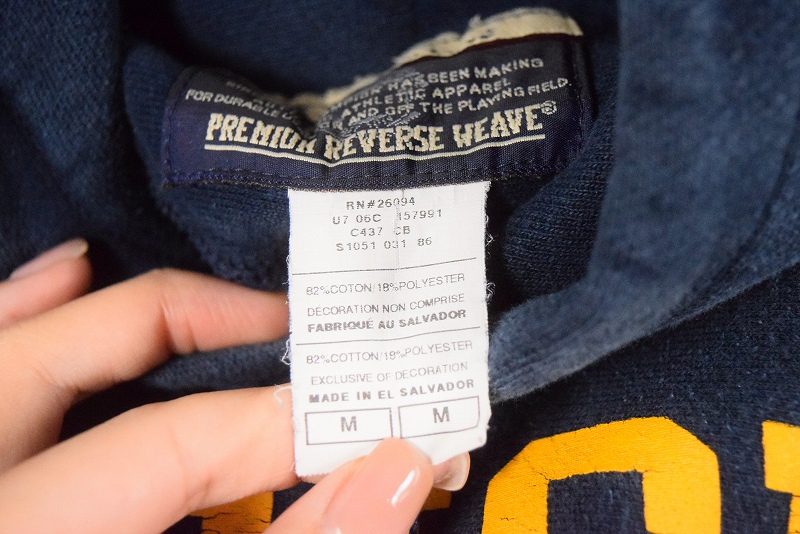 HAS BEEN MAKING
FOR DURABLE ATHLETIC APPAREL
AND OFF THE PLAYING FIELD.
PREMIUM REVERSE WEAVE®
RN#26094
U7 06C 157991
C437 CB
S1051 031 86
82%COTON/18%POLYESTER
DÉCORATION NON COMPRISE
FABRIQUÉ AU SALVADOR
82%COTTON/18%POLYESTER
EXCLUSIVE OF DECORATION
MADE IN EL SALVADOR
M M